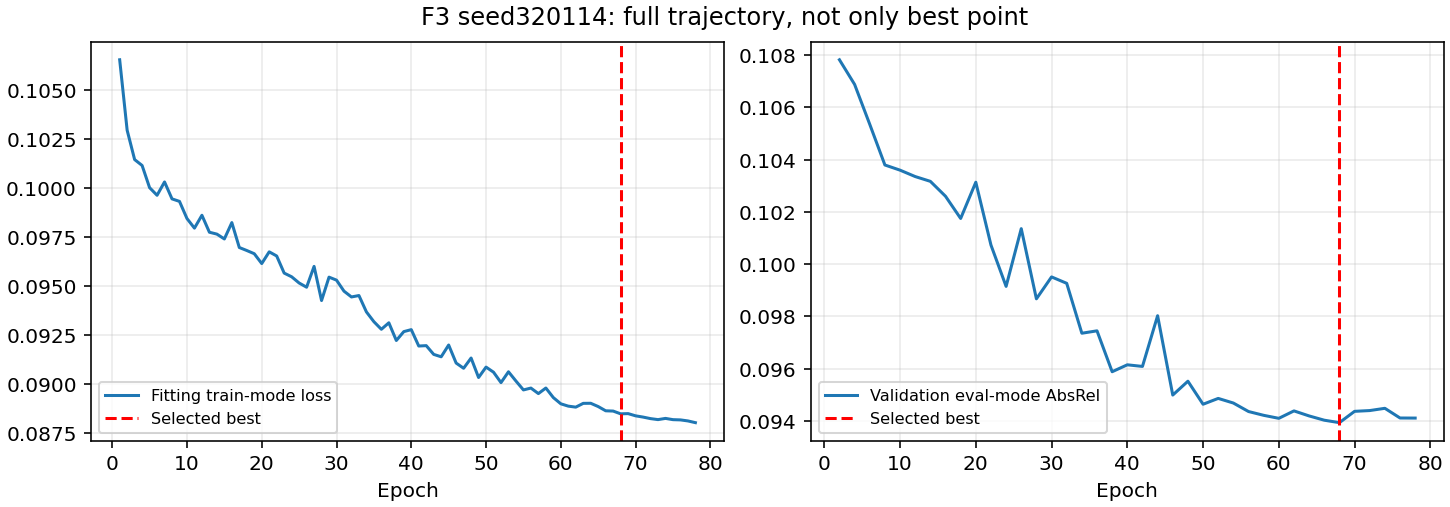 F3 seed320114: full trajectory, not only best point
0.1050
0.1025
0.1000
0.0975
0.0950
0.0925
0.0900
0.0875
Fitting train-mode loss
Selected best
0 10 20 30 40 50 60 70 80
Epoch
0.108
0.106
0.104
0.102
0.100
0.098
0.096
0.094
Validation eval-mode AbsRel
Selected best
0 10 20 30 40 50 60 70 80
Epoch